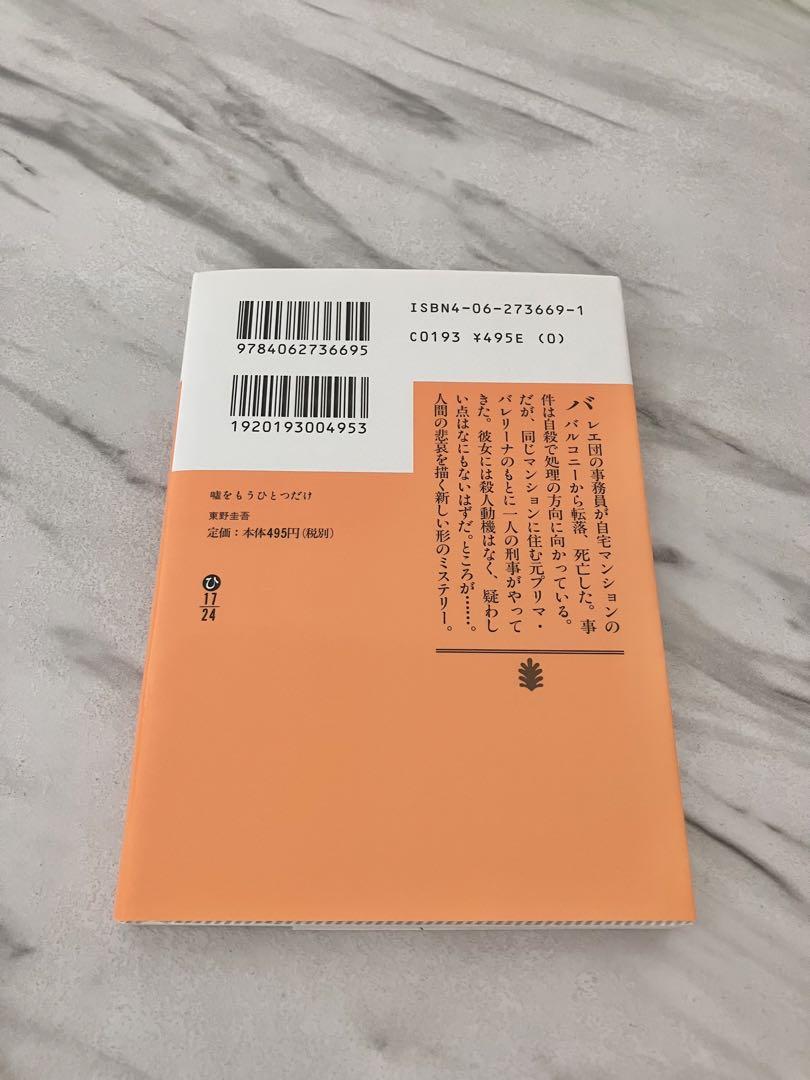 9784062736695
1920193004953
ISBN4-06-273669-1
C0193 ¥495E (0)
バレエ団の事務員が自宅マンションの
バルコニーから転落、死亡した。事
件は自殺で処理の方向に向かっている。
だが、同じマンションに住む元プリマ・
バレリーナのもとに一人の刑事がやって
きた。彼女には殺人動機はなく、疑わし
い点はなにもないはずだ。ところが……。
人間の悲哀を描く新しい形のミステリー。
嘘をもうひとつだけ
東野圭吾
定価：本体495円(税別)
ひ
17
24